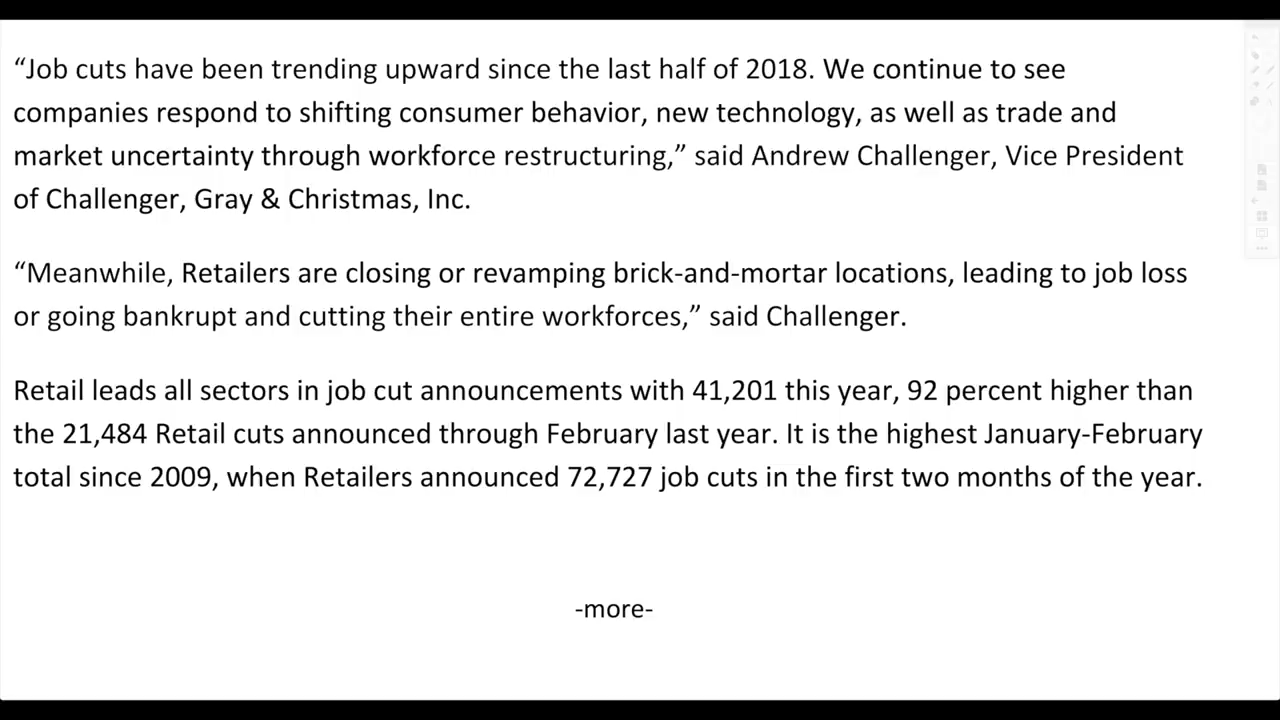 “Job cuts have been trending upward since the last half of 2018. We continue to see
companies respond to shifting consumer behavior, new technology, as well as trade and
market uncertainty through workforce restructuring,” said Andrew Challenger, Vice President
of Challenger, Gray & Christmas, Inc.
“Meanwhile, Retailers are closing or revamping brick-and-mortar locations, leading to job loss
or going bankrupt and cutting their entire workforces,” said Challenger.
Retail leads all sectors in job cut announcements with 41,201 this year, 92 percent higher than
the 21,484 Retail cuts announced through February last year. It is the highest January-February
total since 2009, when Retailers announced 72,727 job cuts in the first two months of the year.
-more-